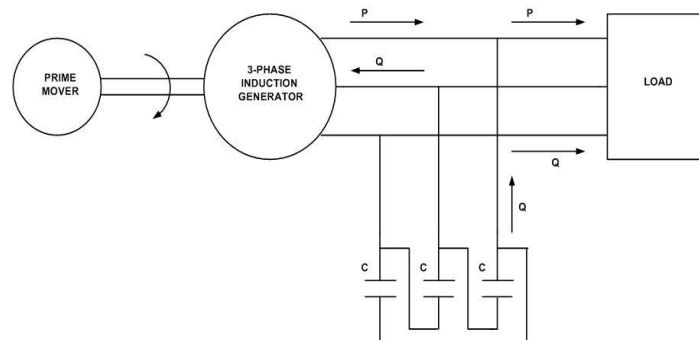 P
P
Q
PRIME
MOVER
3-PHASE
INDUCTION
GENERATOR
LOAD
Q
Q
C
C
C